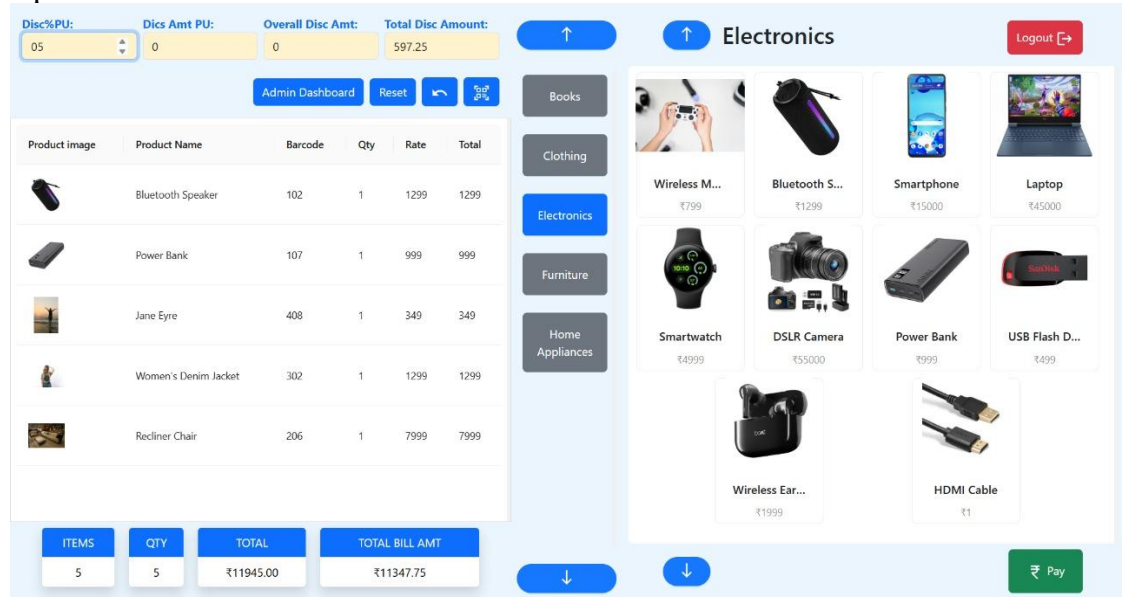 Disc%PU: Dics Amt PU: Overall Disc Amt: Total Disc Amount:
05 0 0 597.25
Admin Dashboard Reset
Product image Product Name Barcode Qty Rate Total
Bluetooth Speaker 102 1 1299 1299
Power Bank 107 1 999 999
Jane Eyre 408 1 349 349
Women's Denim Jacket 302 1 1299 1299
Recliner Chair 206 1 7999 7999
ITEMS QTY TOTAL TOTAL BILL AMT
5 5 ₹11945.00 ₹11347.75
Books
Clothing
Electronics
Furniture
Home
Appliances
Electronics
Logout
Wireless M... Bluetooth S... Smartphone Laptop
₹799 ₹1299 ₹15000 ₹45000
10:10
SanDisk
Smartwatch DSLR Camera Power Bank USB Flash D...
₹4999 ₹55000 ₹999 ₹499
Wireless Ear... HDMI Cable
₹1999 ₹1
₹ Pay